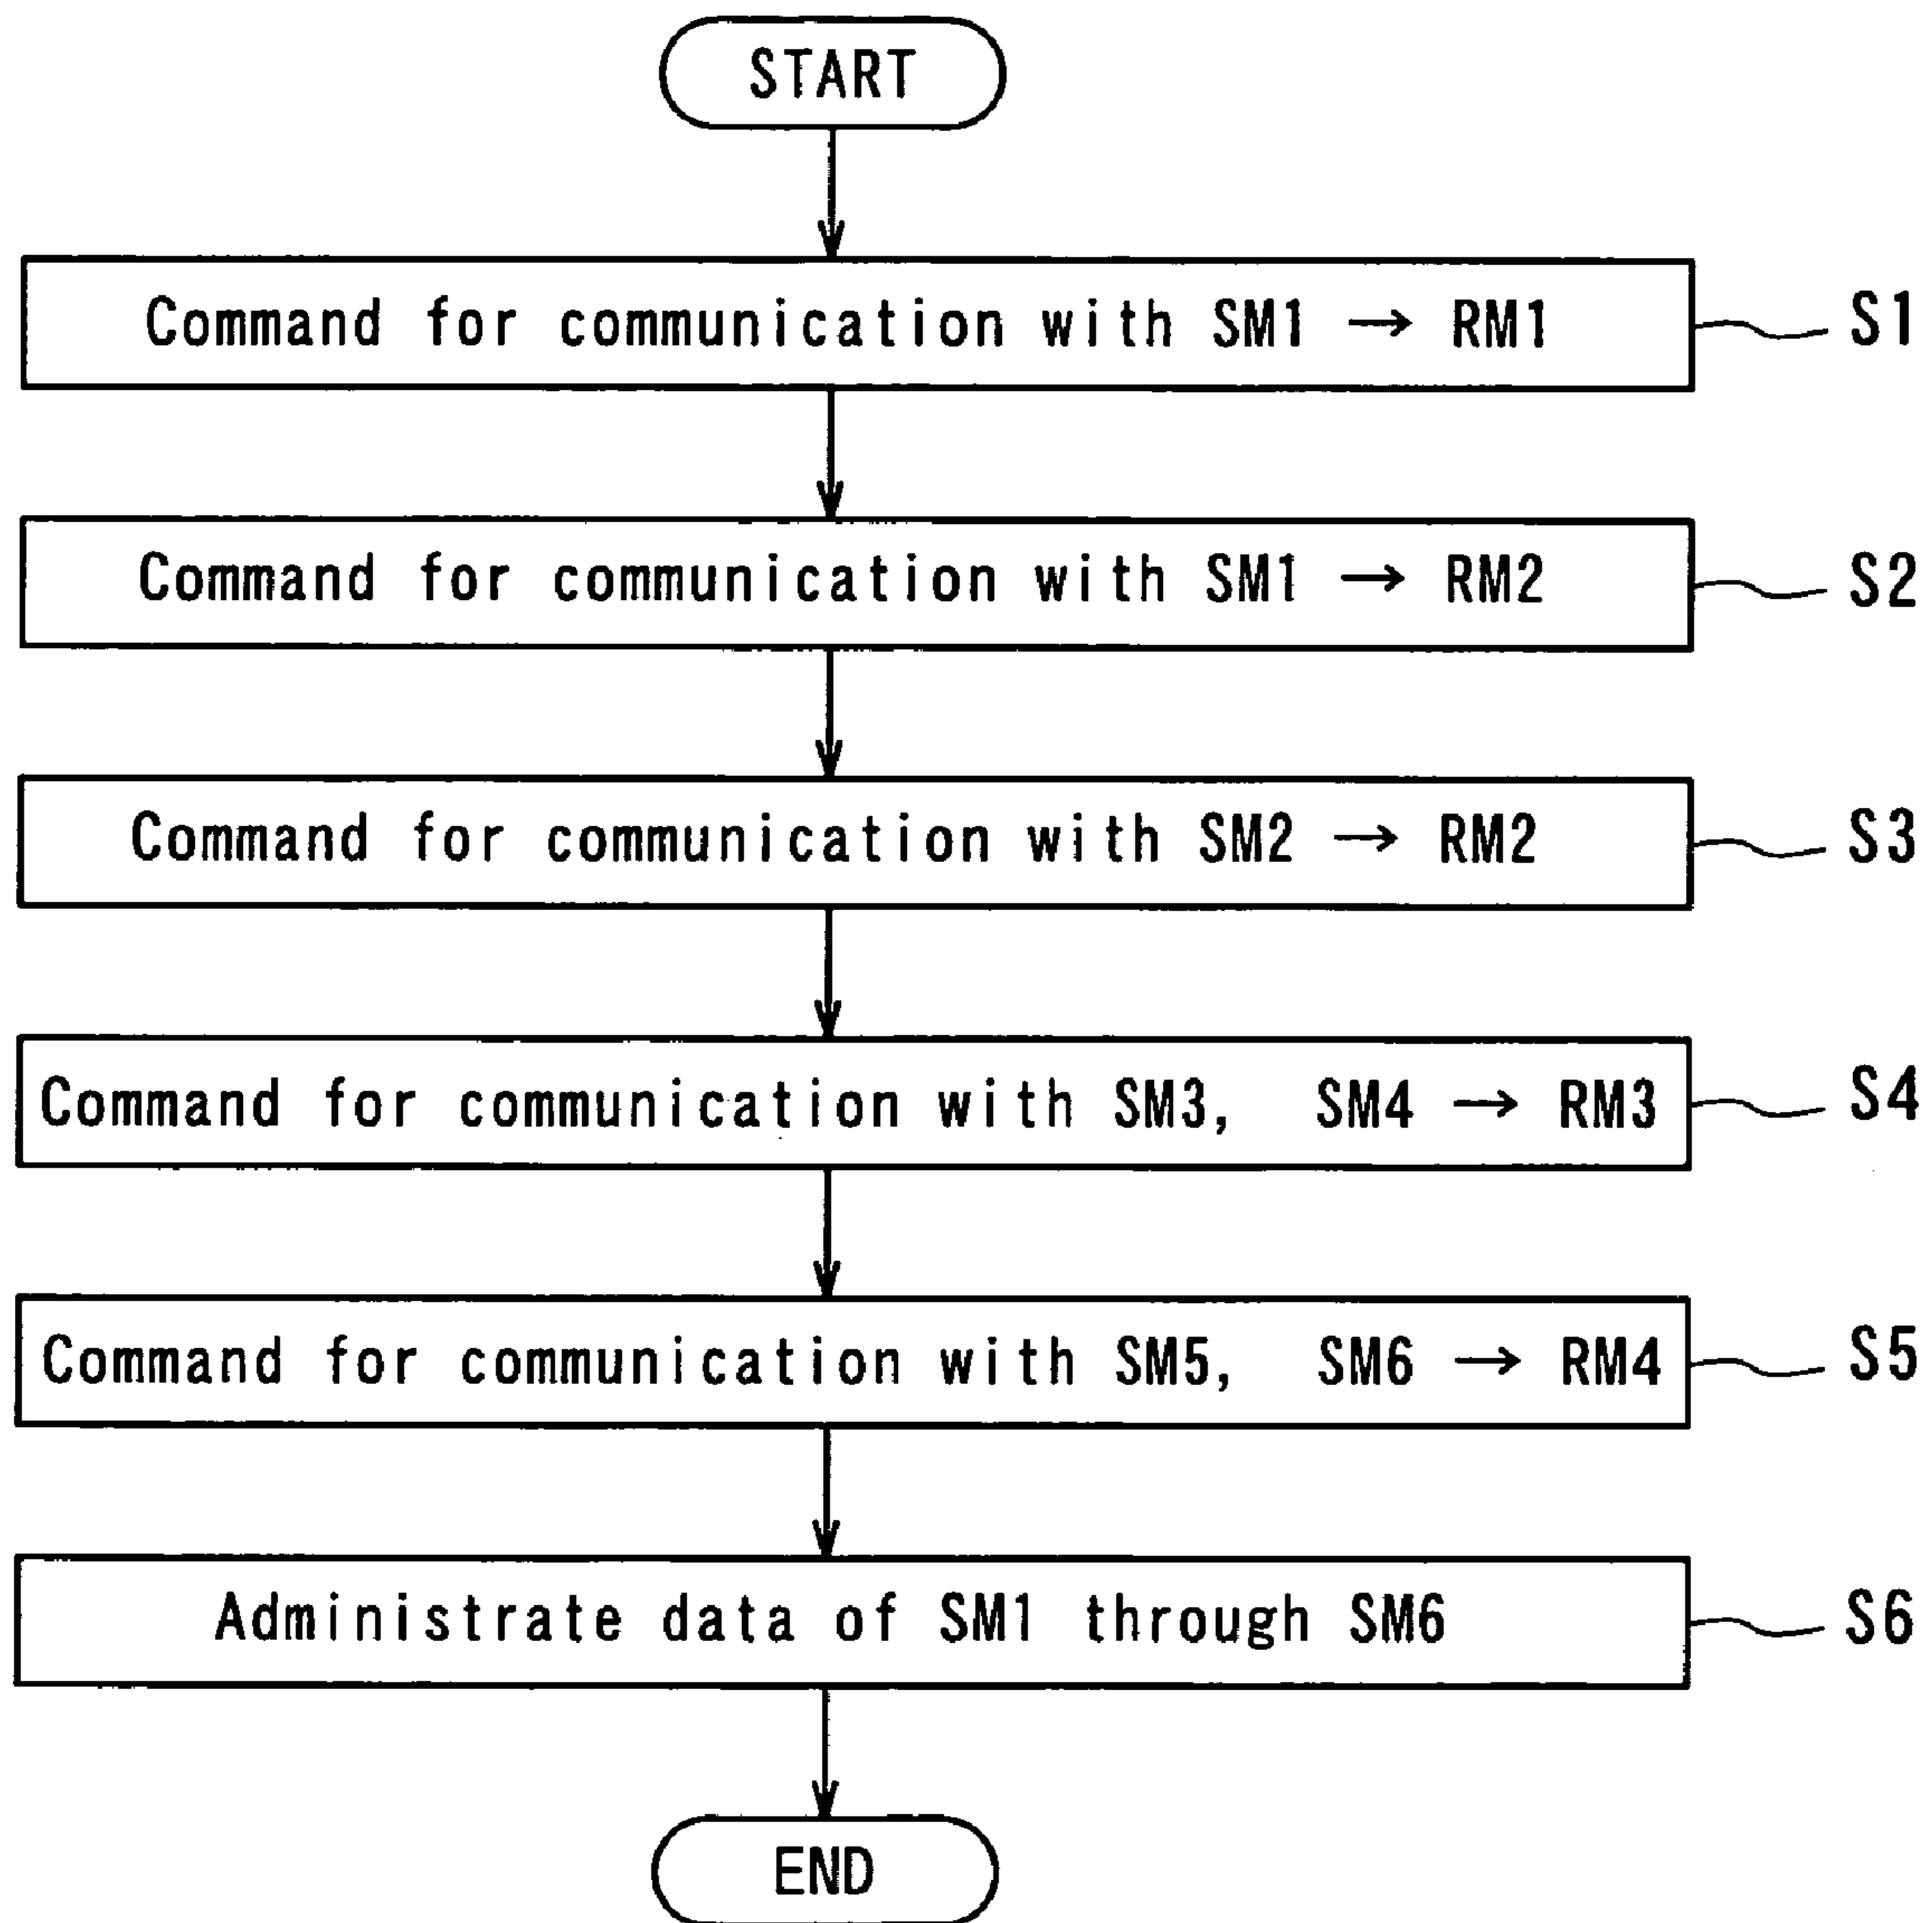 START
Command for communication with SM1 → RM1 S1
Command for communication with SM1 → RM2 S2
Command for communication with SM2 → RM2 S3
Command for communication with SM3, SM4 → RM3 S4
Command for communication with SM5, SM6 → RM4 S5
Administrate data of SM1 through SM6 S6
END